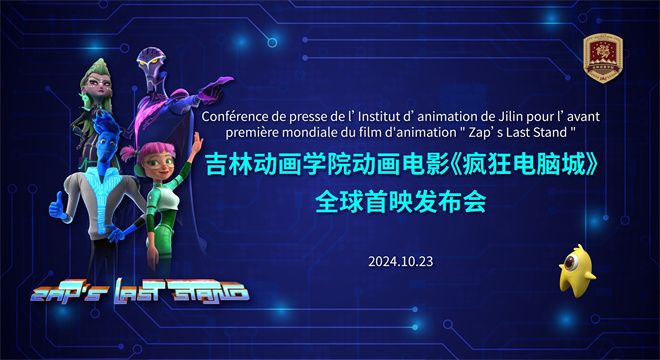 Conférence de presse de l’Institut d’animation de Jilin pour l’avant
première mondiale du film d'animation " Zap’s Last Stand "
吉林动画学院动画电影《疯狂电脑城》
全球首映发布会
2024.10.23
ZAP'S LAST STAND